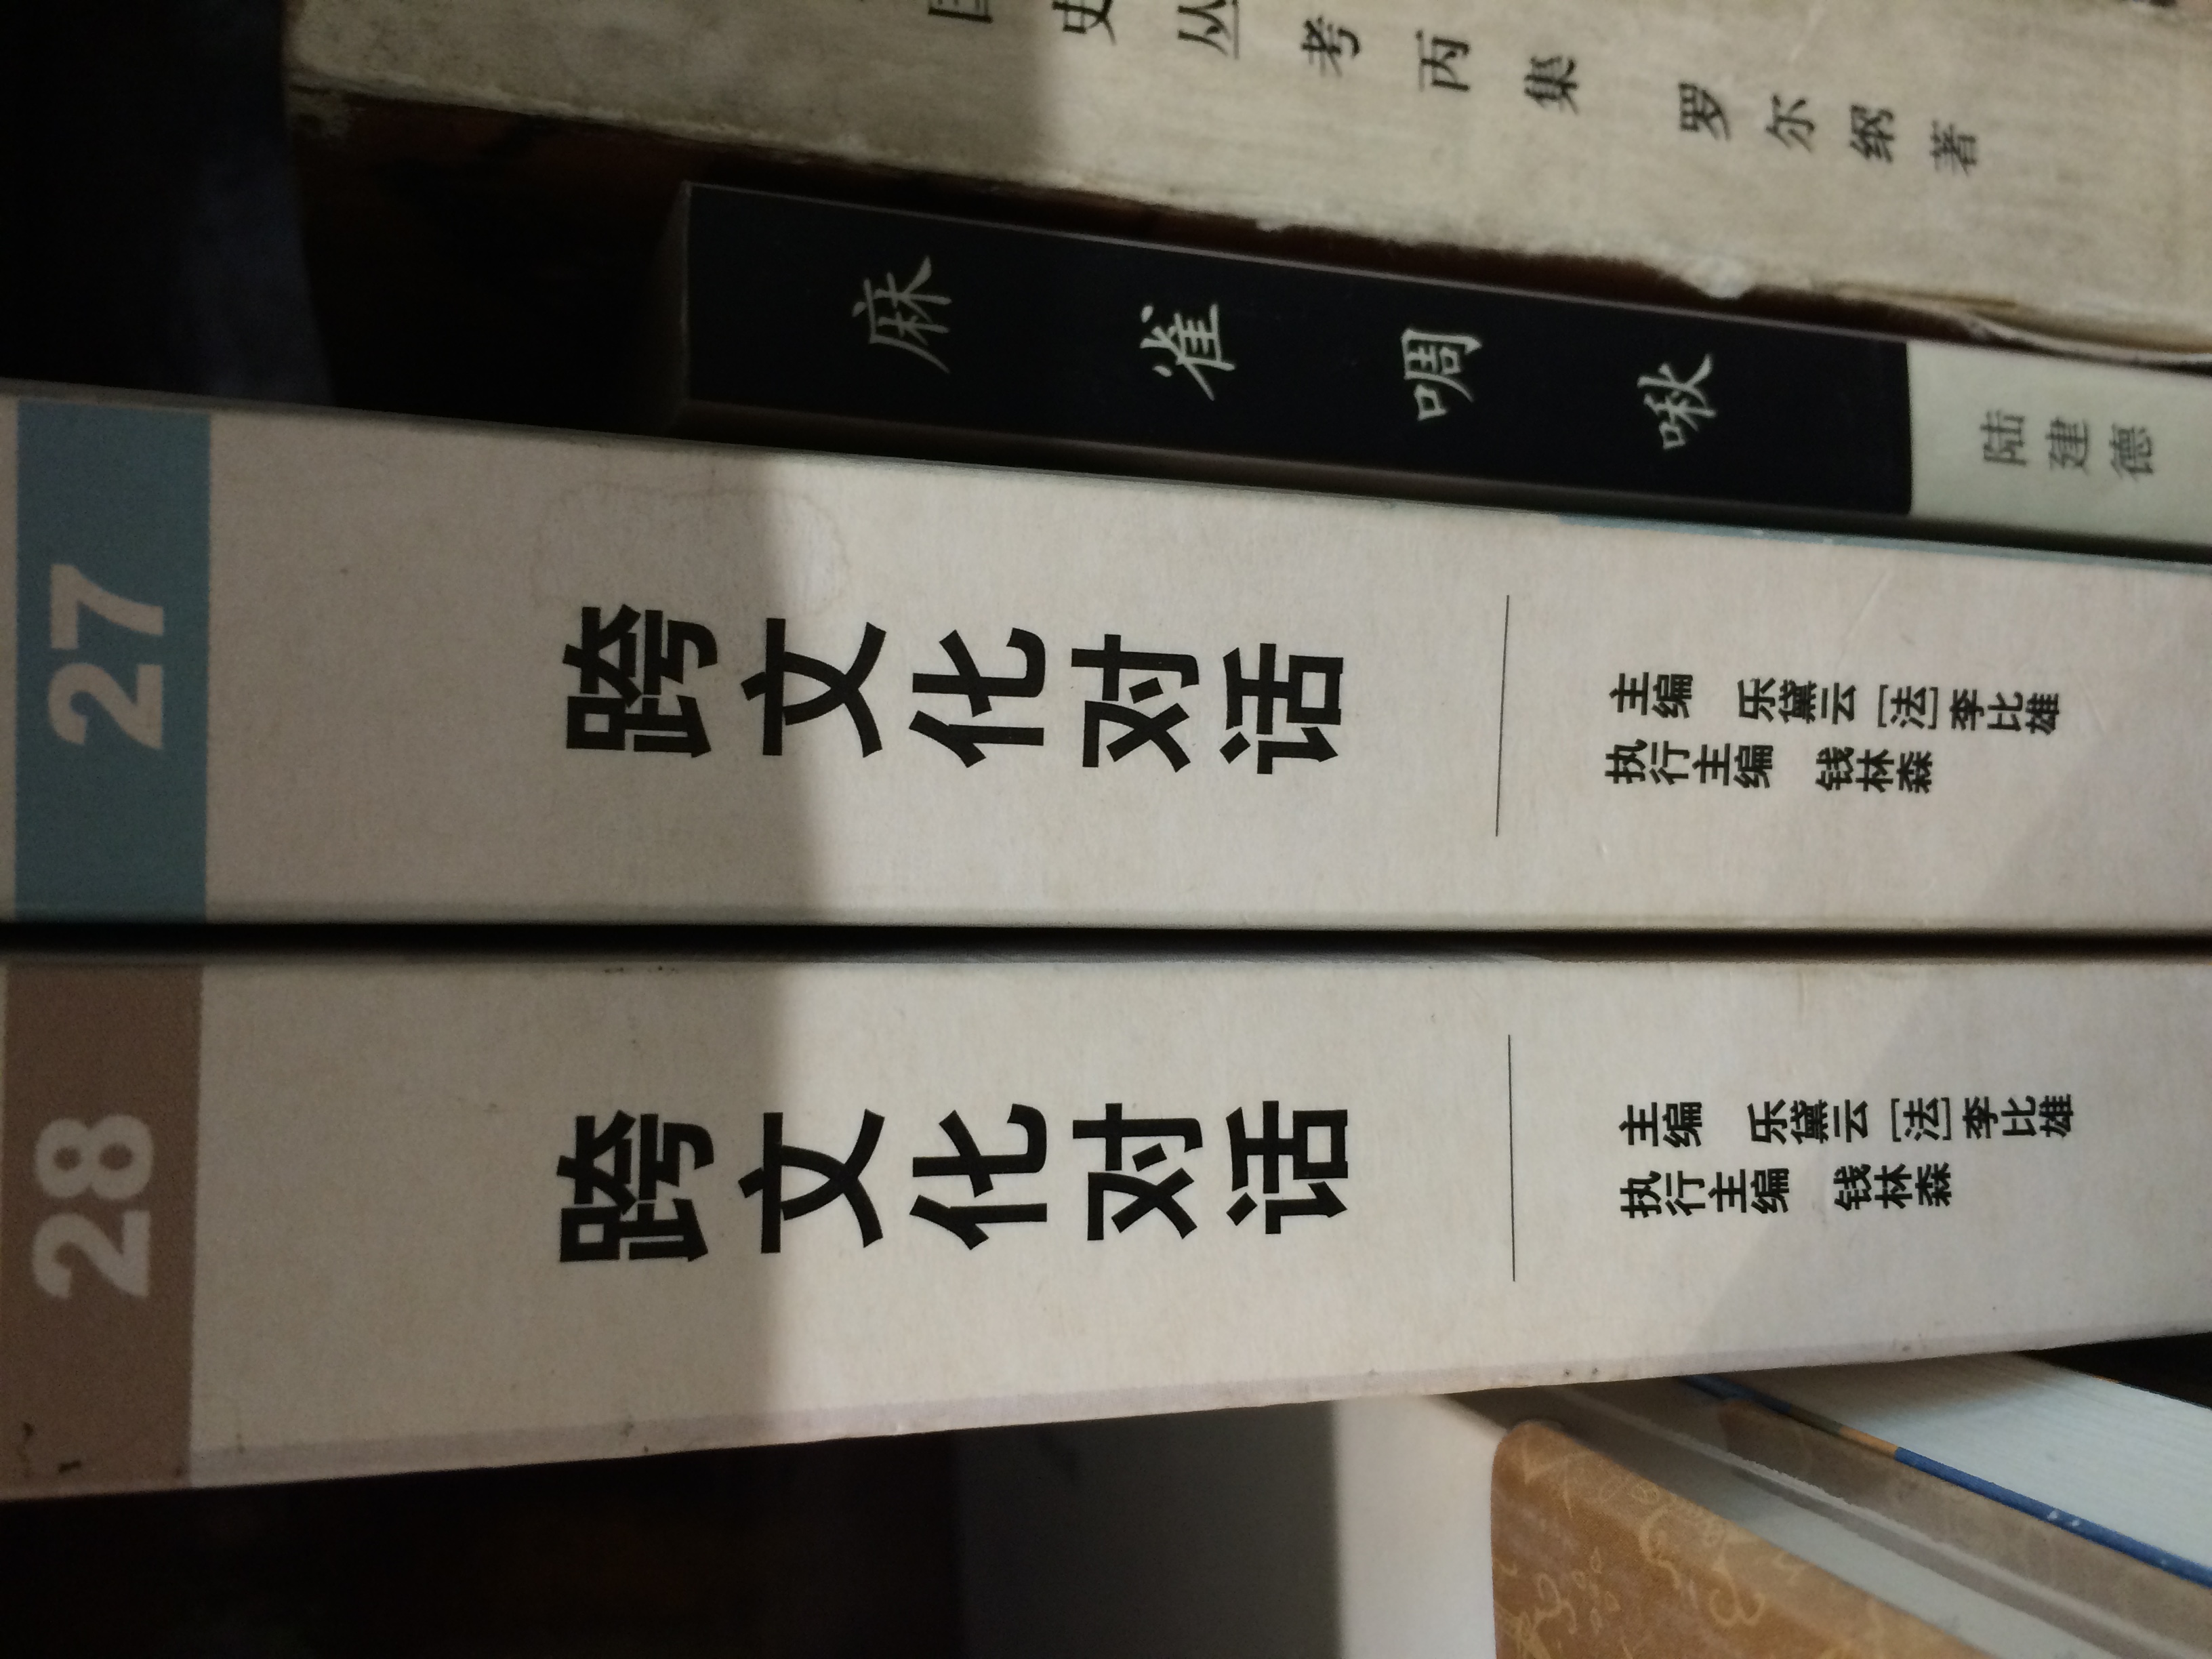 28
跨文化对话
主编 乐黛云 [法]李比雄
执行主编 钱林森
27
跨文化对话
主编 乐黛云 [法]李比雄
执行主编 钱林森
麻雀啁啾
陆建德
史丛考丙集 罗尔纲 著